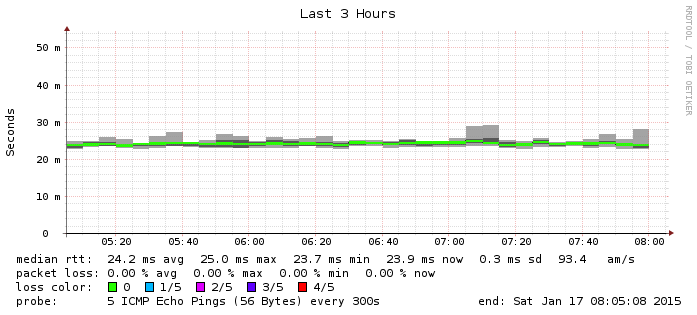 Last 3 Hours
RRDTOOL / TOBI OETIKER
Seconds
50 m
40 m
30 m
20 m
10 m
0
05:20 05:40 06:00 06:20 06:40 07:00 07:20 07:40 08:00
median rtt: 24.2 ms avg 25.0 ms max 23.7 ms min 23.9 ms now 0.3 ms sd 93.4 am/s
packet loss: 0.00 % avg 0.00 % max 0.00 % min 0.00 % now
loss color: 0 1/5 2/5 3/5 4/5
probe: 5 ICMP Echo Pings (56 Bytes) every 300s end: Sat Jan 17 08:05:08 2015